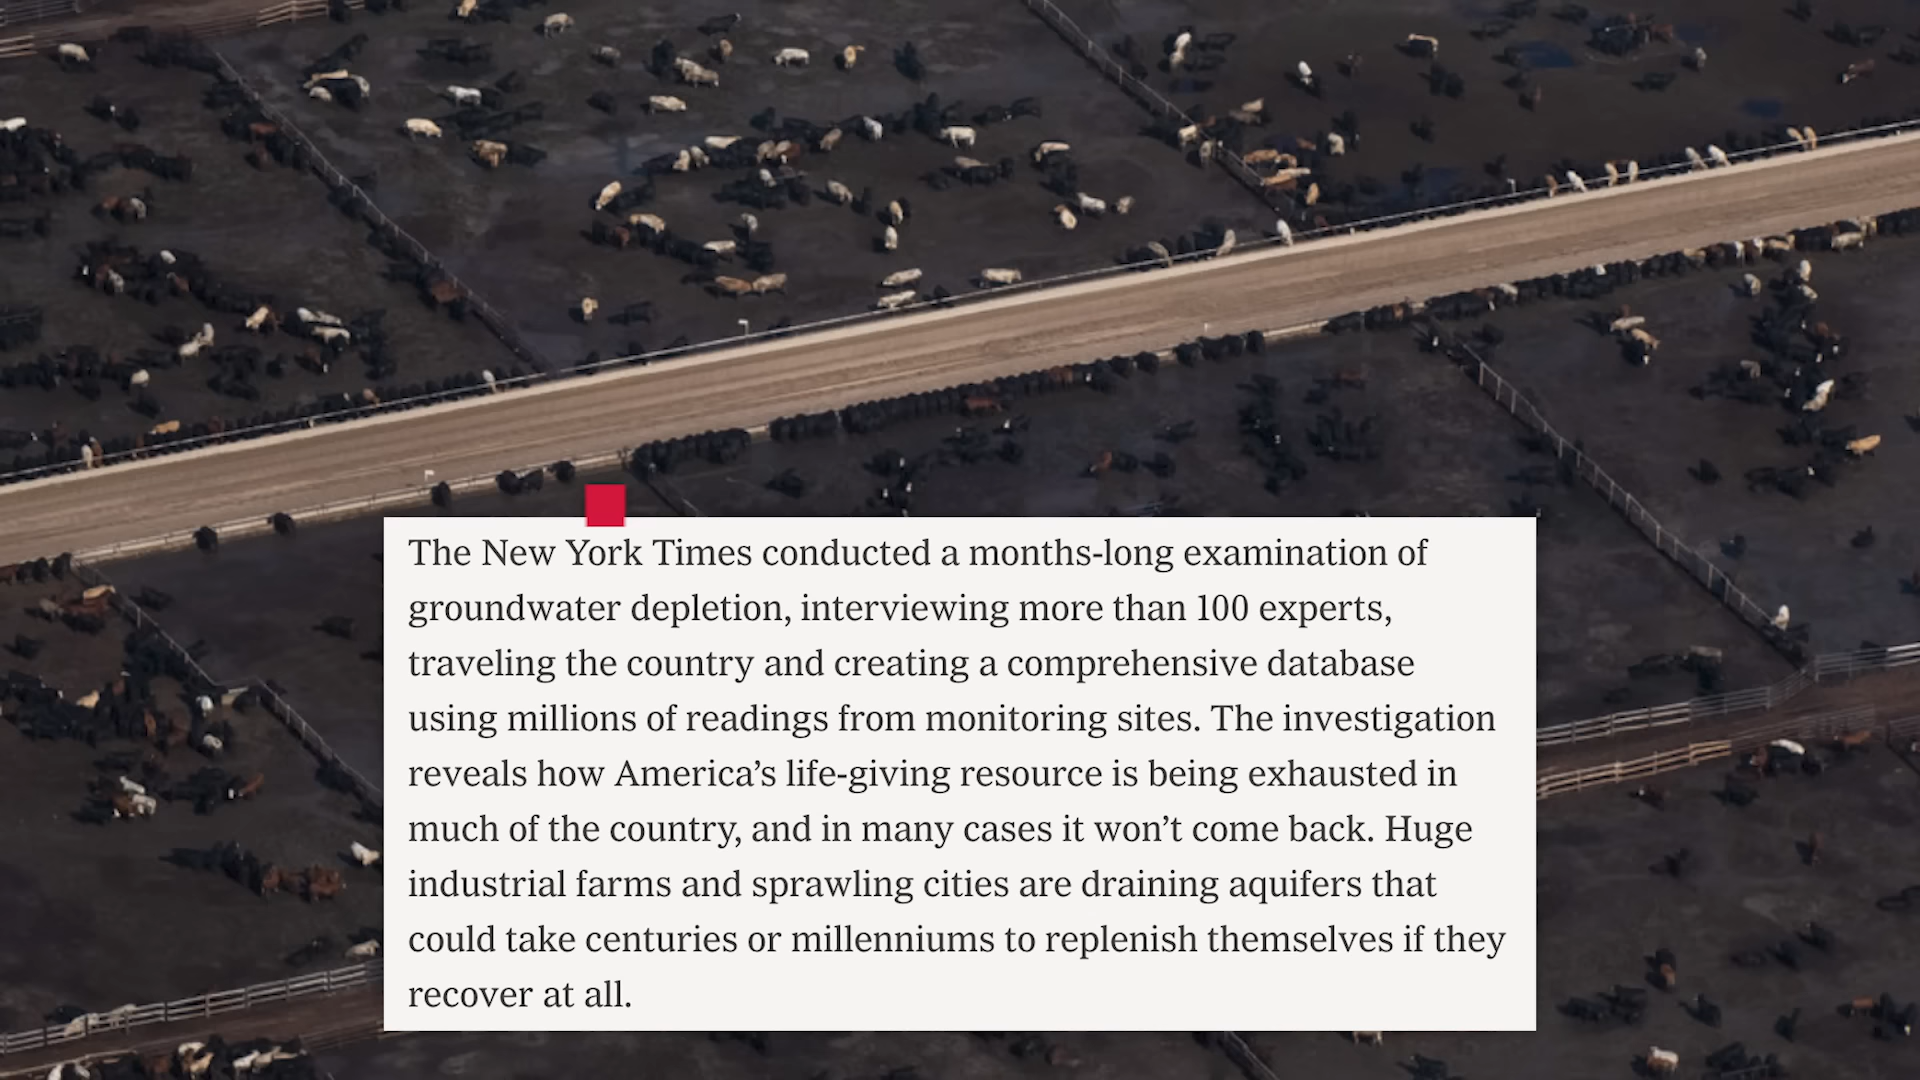 The New York Times conducted a months-long examination of
groundwater depletion, interviewing more than 100 experts,
traveling the country and creating a comprehensive database
using millions of readings from monitoring sites. The investigation
reveals how America’s life-giving resource is being exhausted in
much of the country, and in many cases it won’t come back. Huge
industrial farms and sprawling cities are draining aquifers that
could take centuries or millenniums to replenish themselves if they
recover at all.